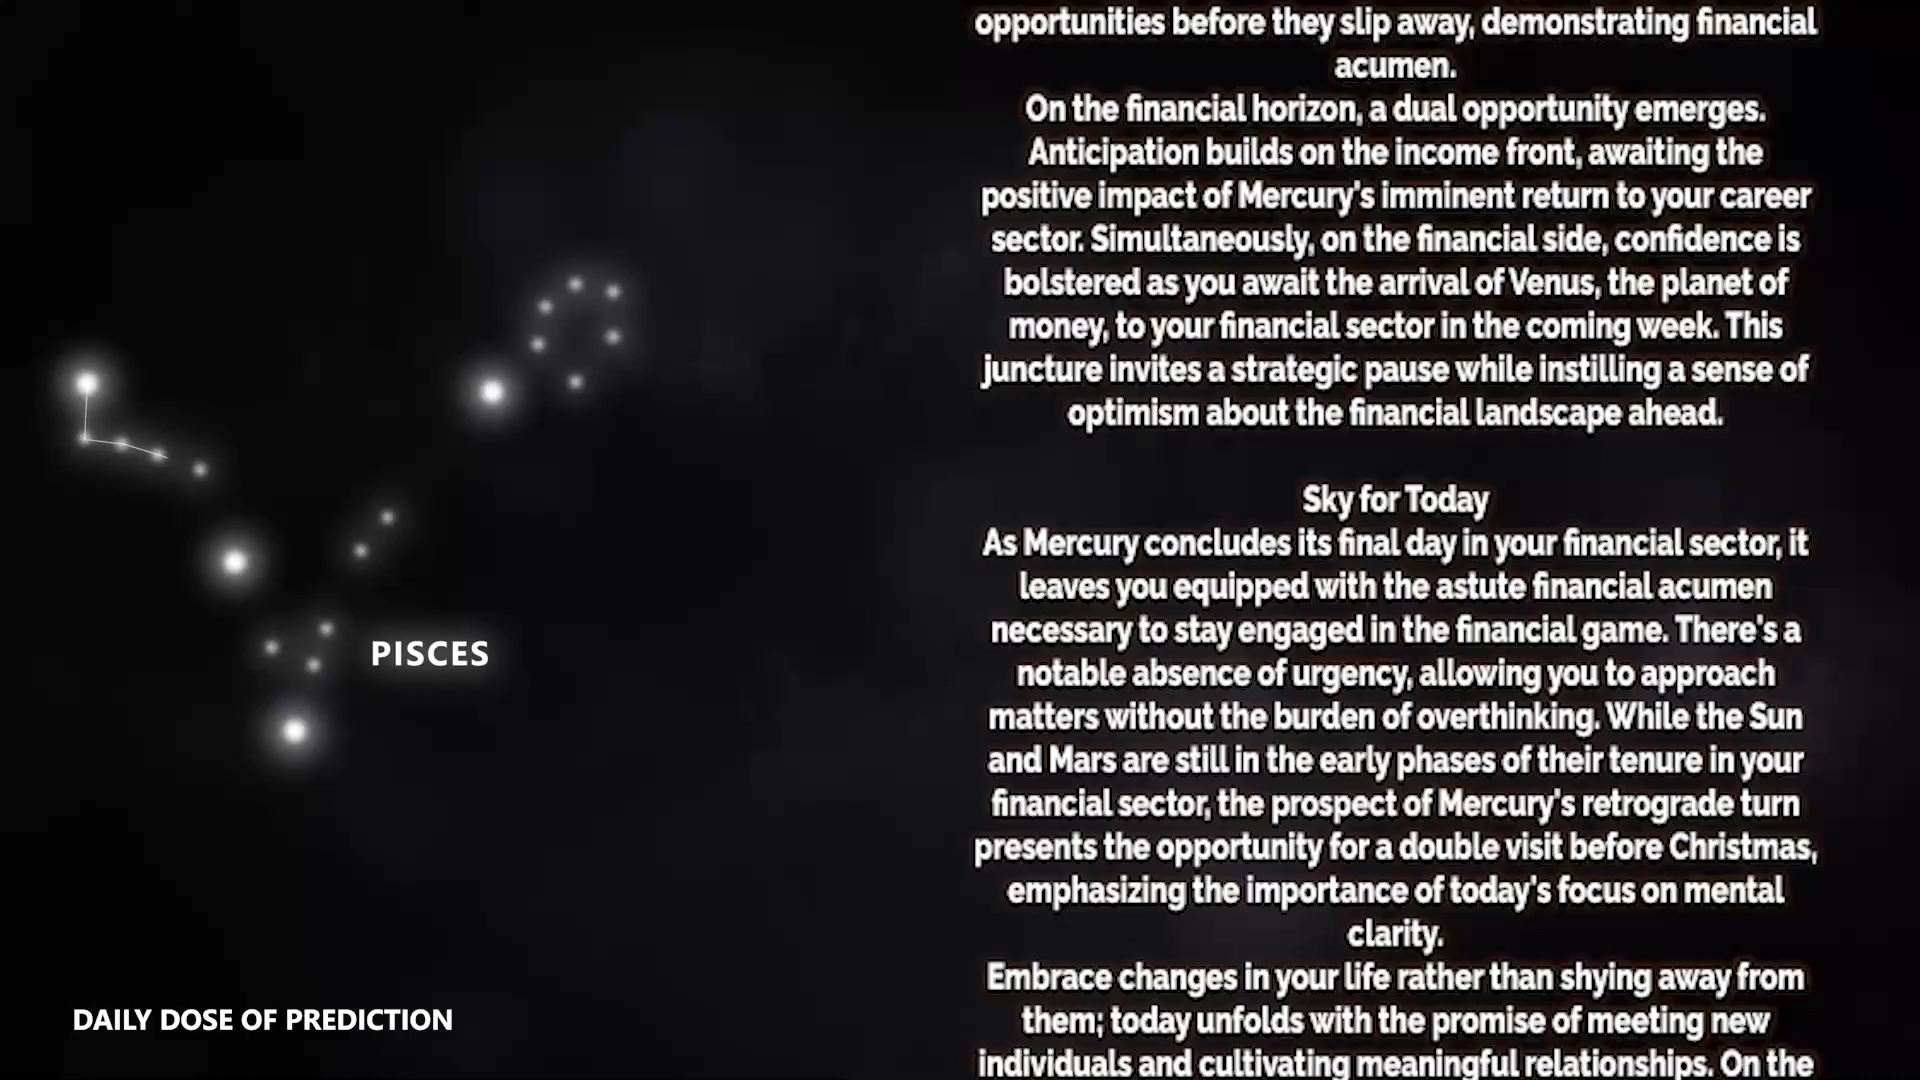 opportunities before they slip away, demonstrating financial
acumen.
On the financial horizon, a dual opportunity emerges.
Anticipation builds on the income front, awaiting the
positive impact of Mercury's imminent return to your career
sector. Simultaneously, on the financial side, confidence is
bolstered as you await the arrival of Venus, the planet of
money, to your financial sector in the coming week. This
juncture invites a strategic pause while instilling a sense of
optimism about the financial landscape ahead.
Sky for Today
As Mercury concludes its final day in your financial sector, it
leaves you equipped with the astute financial acumen
necessary to stay engaged in the financial game. There's a
notable absence of urgency, allowing you to approach
matters without the burden of overthinking. While the Sun
and Mars are still in the early phases of their tenure in your
financial sector, the prospect of Mercury's retrograde turn
presents the opportunity for a double visit before Christmas,
emphasizing the importance of today's focus on mental
clarity.
Embrace changes in your life rather than shying away from
them; today unfolds with the promise of meeting new
individuals and cultivating meaningful relationships. On the
PISCES
DAILY DOSE OF PREDICTION